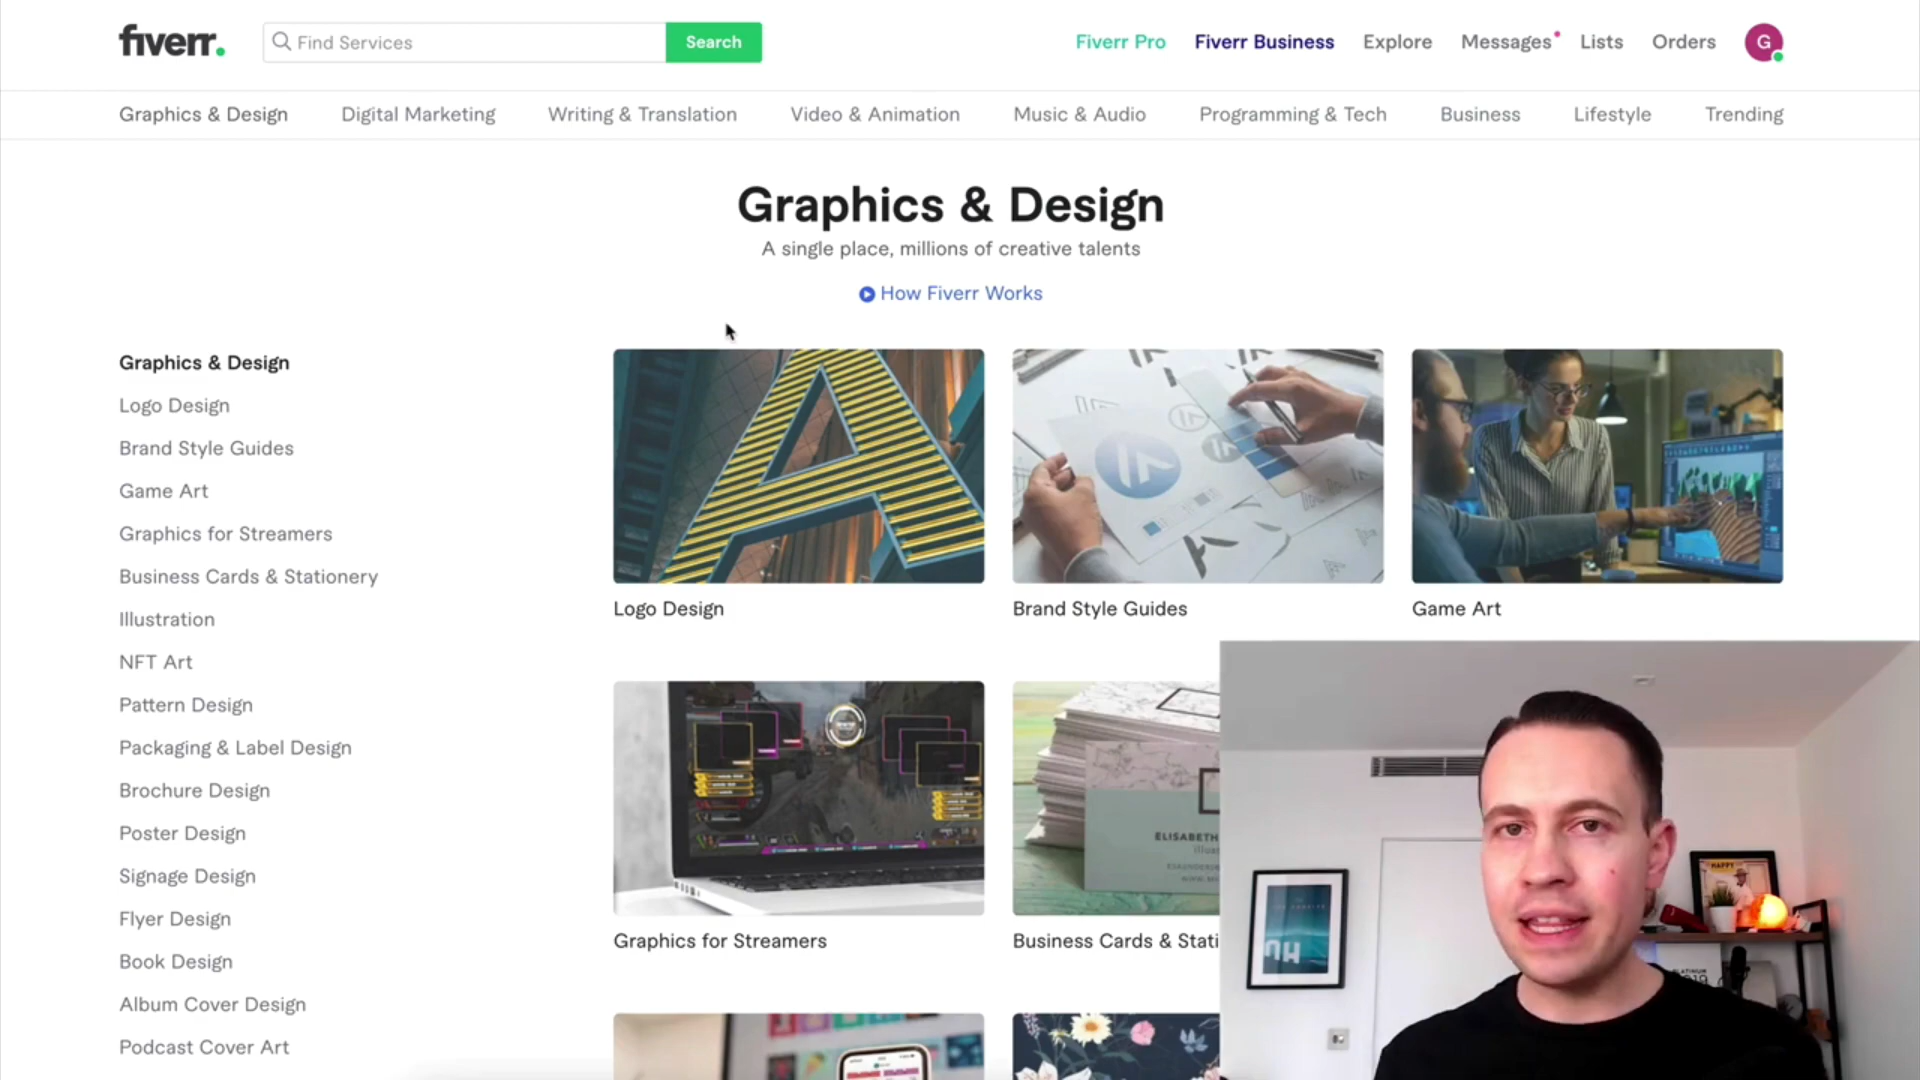 fiverr.
Find Services
Search
Fiverr Pro
Fiverr Business
Explore
Messages
Lists
Orders
G
Graphics & Design
Digital Marketing
Writing & Translation
Video & Animation
Music & Audio
Programming & Tech
Business
Lifestyle
Trending
Graphics & Design
A single place, millions of creative talents
How Fiverr Works
Graphics & Design
Logo Design
Brand Style Guides
Game Art
Graphics for Streamers
Business Cards & Stationery
Illustration
NFT Art
Pattern Design
Packaging & Label Design
Brochure Design
Poster Design
Signage Design
Flyer Design
Book Design
Album Cover Design
Podcast Cover Art
A
Logo Design
Brand Style Guides
Game Art
Graphics for Streamers
ELISABETH
Business Cards & Stati
HAPPY